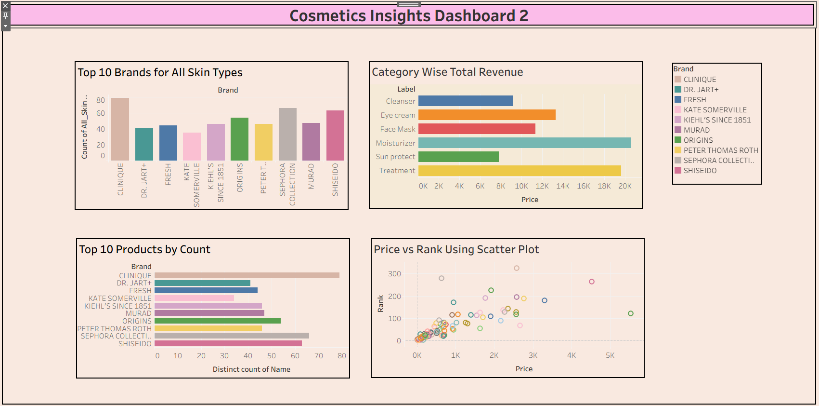 Cosmetics Insights Dashboard 2
Top 10 Brands for All Skin Types
Brand
Count of All_Skin...
80
60
40
20
0
CLINIQUE
DR. JART+
FRESH
KATE
SOMERVILLE
KIEHL'S
SINCE 1851
ORIGINS
PETER T..
SEPHORA
COLLECTION
MURAD
SHISEIDO
Category Wise Total Revenue
Label
Cleanser
Eye cream
Face Mask
Moisturizer
Sun protect
Treatment
0K 2K 4K 6K 8K 10K 12K 14K 16K 18K 20K
Price
Brand
CLINIQUE
DR. JART+
FRESH
KATE SOMERVILLE
KIEHL'S SINCE 1851
MURAD
ORIGINS
PETER THOMAS ROTH
SEPHORA COLLECTI..
SHISEIDO
Top 10 Products by Count
Brand
CLINIQUE
DR. JART+
FRESH
KATE SOMERVILLE
KIEHL'S SINCE 1851
MURAD
ORIGINS
PETER THOMAS ROTH
SEPHORA COLLECTI..
SHISEIDO
0 10 20 30 40 50 60 70 80
Distinct count of Name
Price vs Rank Using Scatter Plot
Rank
300
200
100
0
0K 1K 2K 3K 4K 5K
Price